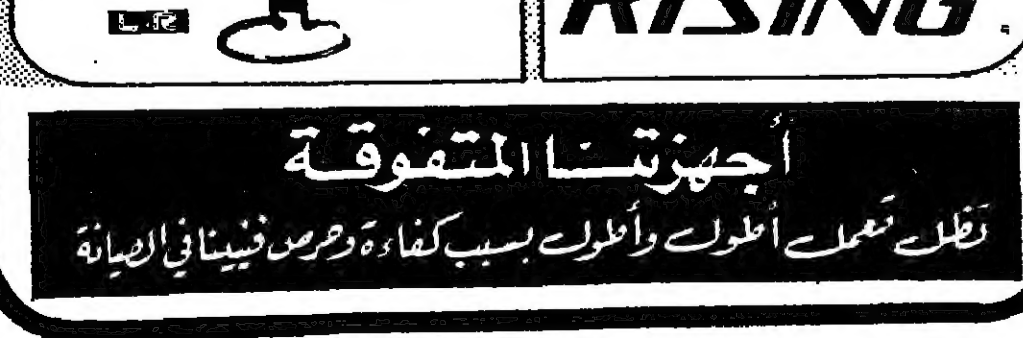 RISING
أجهزتنا المتفوقة
تظل تعمل أطول وأطول بسبب كفاءة وحرص فنيينا في الصيانة